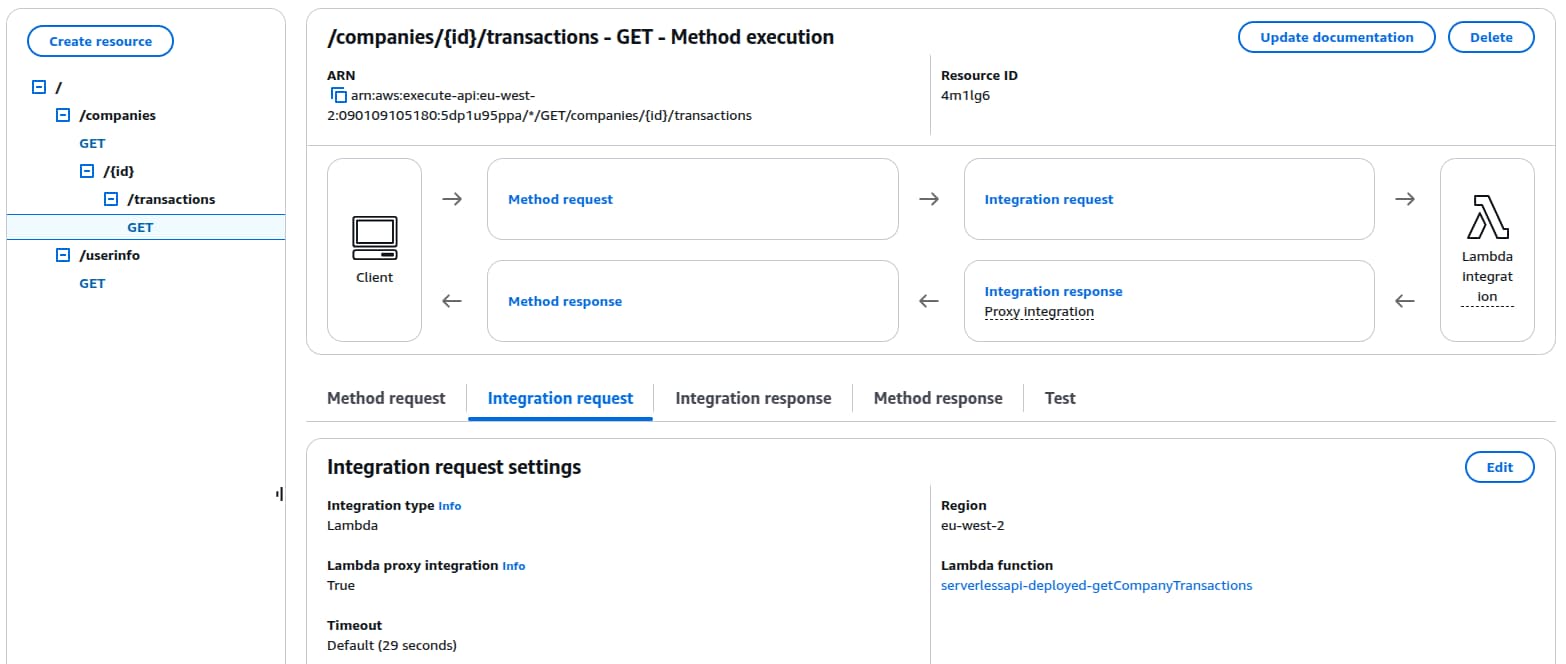 Create resource
/
/companies
GET
/{id}
/transactions
GET
/userinfo
GET
/companies/{id}/transactions - GET - Method execution
Update documentation
Delete
ARN
arn:aws:execute-api:eu-west-
2:090109105180:5dp1u95ppa/*/GET/companies/{id}/transactions
Resource ID
4m1lg6
Client
Method request
Integration request
Method response
Integration response
Proxy integration
Lambda
integrat
ion
Method request
Integration request
Integration response
Method response
Test
Integration request settings
Edit
Integration type Info
Lambda
Region
eu-west-2
Lambda proxy integration Info
True
Lambda function
serverlessapi-deployed-getCompanyTransactions
Timeout
Default (29 seconds)